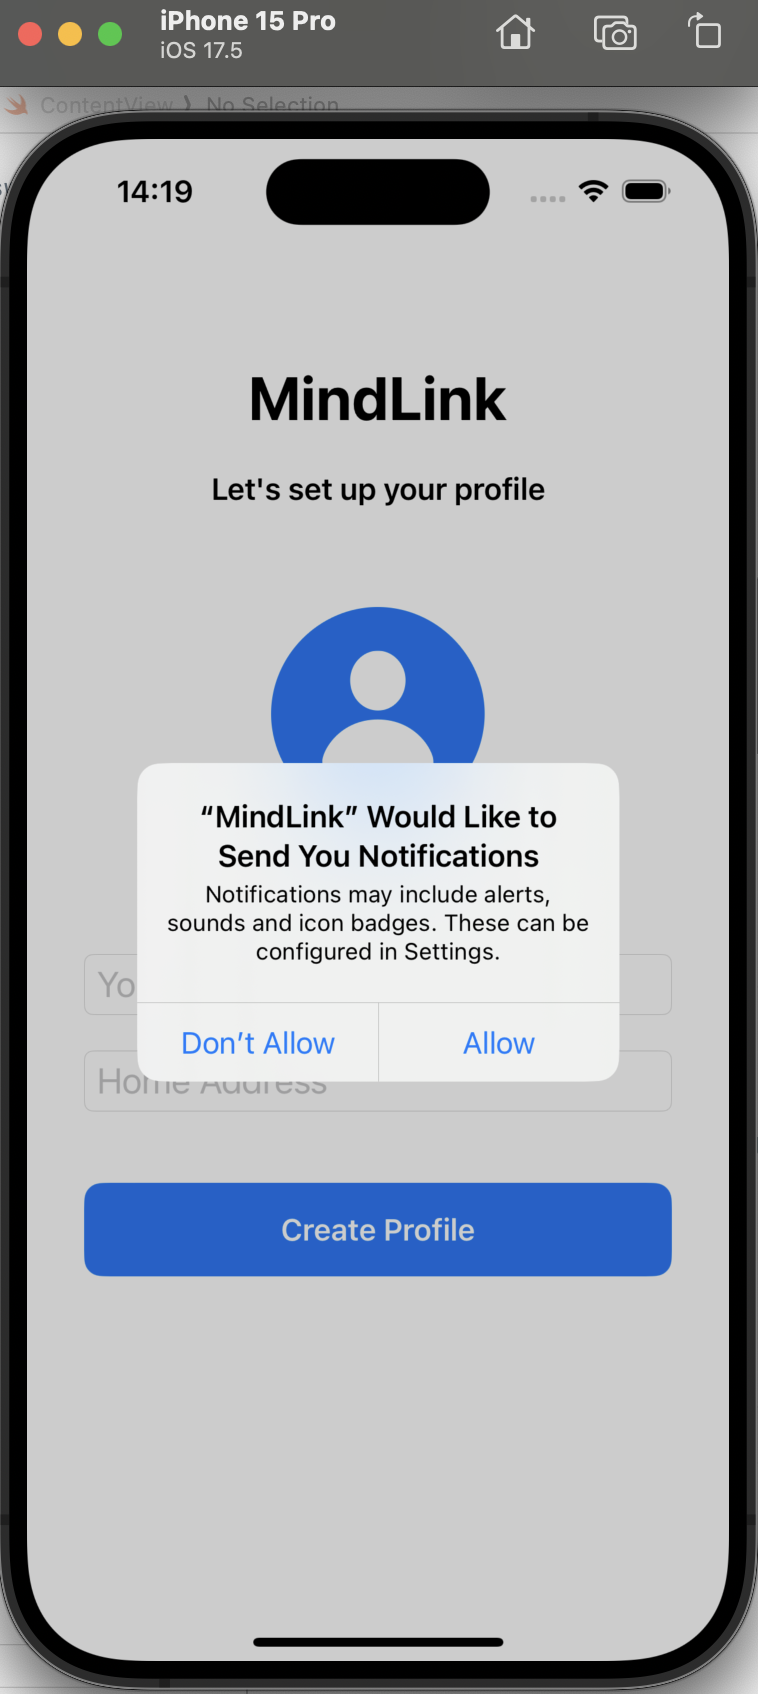 iPhone 15 Pro
iOS 17.5
ContentView 〉 No Selection
14:19
MindLink
Let's set up your profile
“MindLink” Would Like to
Send You Notifications
Notifications may include alerts,
sounds and icon badges. These can be
configured in Settings.
Yo
Don’t Allow
Allow
Home Address
Create Profile